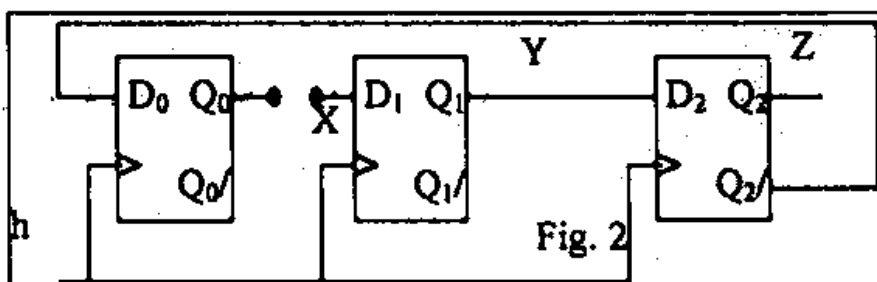 Y Z
D₀ Q₀ X D₁ Q₁ D₂ Q₂
Q₀/ Q₁/ Q₂/
h Fig. 2